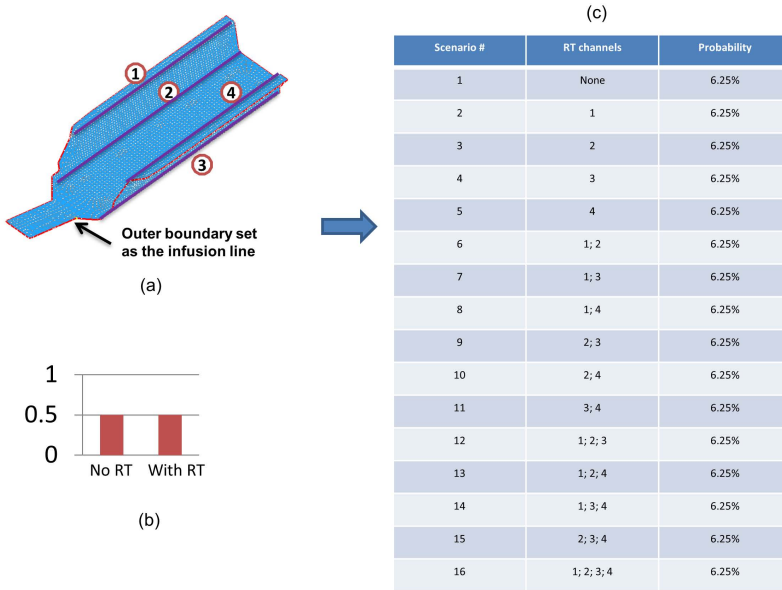 1
2
4
3
Outer boundary set
as the infusion line
(a)
1
0.5
0
No RT With RT
(b)
(c)
Scenario # RT channels Probability
1 None 6.25%
2 1 6.25%
3 2 6.25%
4 3 6.25%
5 4 6.25%
6 1; 2 6.25%
7 1; 3 6.25%
8 1; 4 6.25%
9 2; 3 6.25%
10 2; 4 6.25%
11 3; 4 6.25%
12 1; 2; 3 6.25%
13 1; 2; 4 6.25%
14 1; 3; 4 6.25%
15 2; 3; 4 6.25%
16 1; 2; 3; 4 6.25%